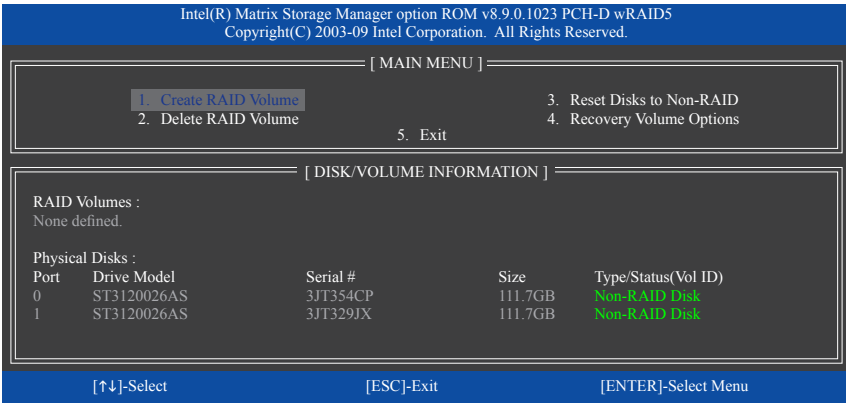 Intel(R) Matrix Storage Manager option ROM v8.9.0.1023 PCH-D wRAID5
Copyright(C) 2003-09 Intel Corporation. All Rights Reserved.
[ MAIN MENU ]
1. Create RAID Volume 3. Reset Disks to Non-RAID
2. Delete RAID Volume 4. Recovery Volume Options
5. Exit
[ DISK/VOLUME INFORMATION ]
RAID Volumes :
None defined.
Physical Disks :
Port Drive Model Serial # Size Type/Status(Vol ID)
0 ST3120026AS 3JT354CP 111.7GB Non-RAID Disk
1 ST3120026AS 3JT329JX 111.7GB Non-RAID Disk
[↑↓]-Select [ESC]-Exit [ENTER]-Select Menu